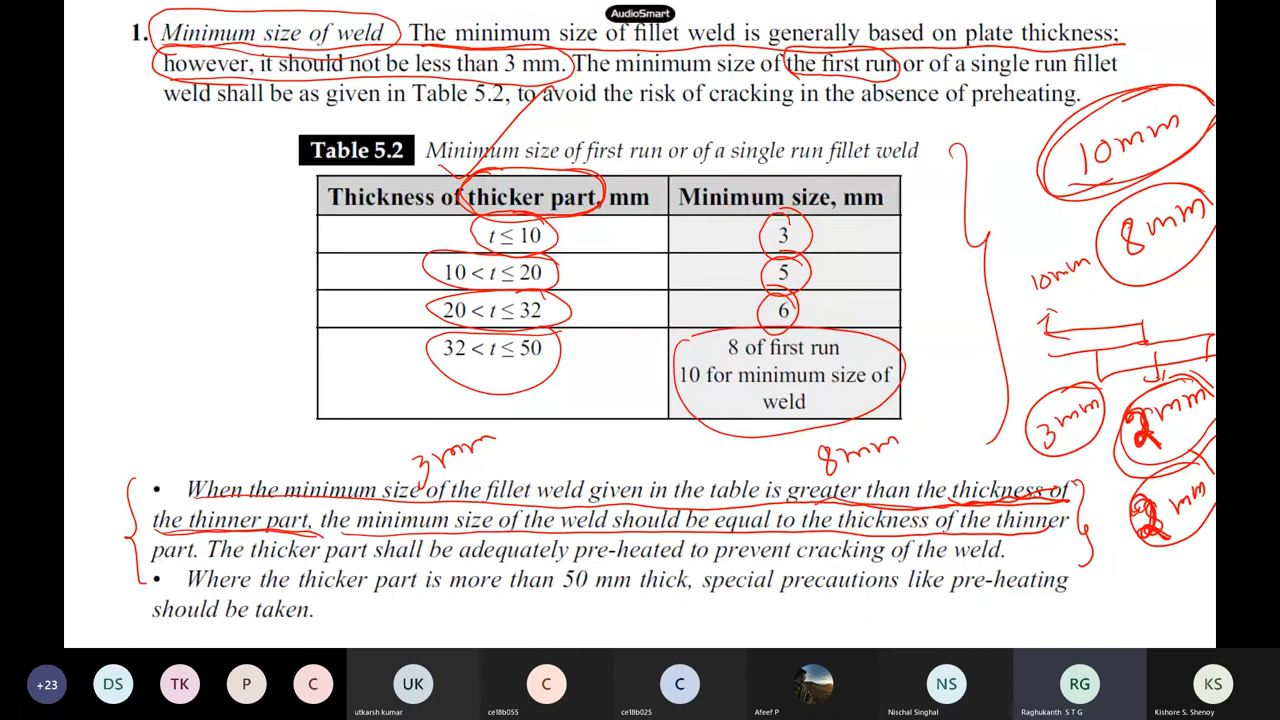 AudioSmart
1. Minimum size of weld The minimum size of fillet weld is generally based on plate thickness;
however, it should not be less than 3 mm. The minimum size of the first run or of a single run fillet
weld shall be as given in Table 5.2, to avoid the risk of cracking in the absence of preheating.
10mm
Table 5.2 Minimum size of first run or of a single run fillet weld
Thickness of thicker part, mm Minimum size, mm
8mm
t ≤ 10 3
10 < t ≤ 20 5
10mm
20 < t ≤ 32 6
32 < t ≤ 50 8 of first run
10 for minimum size of
weld
3mm 2mm
3mm 8mm
• When the minimum size of the fillet weld given in the table is greater than the thickness of
the thinner part, the minimum size of the weld should be equal to the thickness of the thinner
2mm
part. The thicker part shall be adequately pre-heated to prevent cracking of the weld.
• Where the thicker part is more than 50 mm thick, special precautions like pre-heating
should be taken.
+23 DS TK P C UK C C NS RG KS
utkarsh kumar ce18b055 ce18b025 Afeef P Nischal Singhal Raghukanth S T G Kishore S. Shenoy